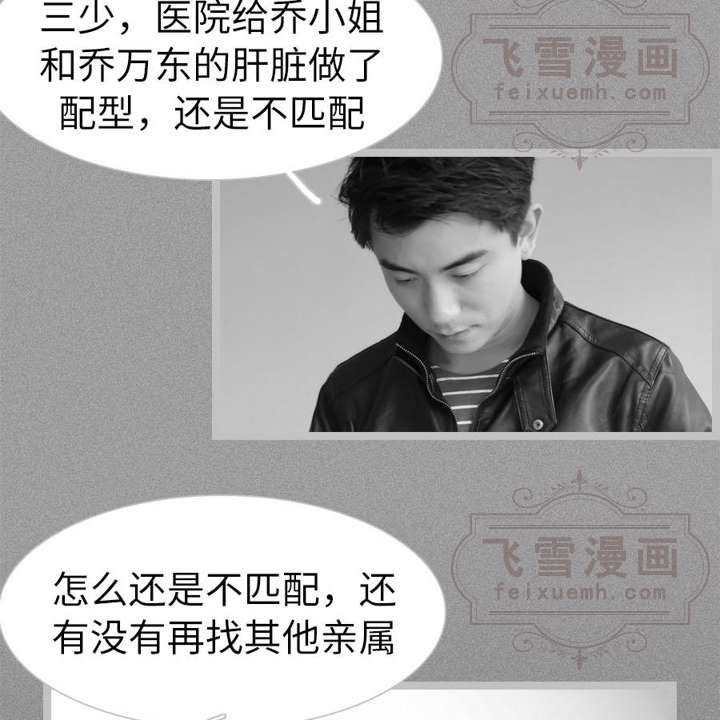 三少，医院给乔小姐
和乔万东的肝脏做了
配型，还是不匹配
飞雪漫画
feixuemh.com
怎么还是不匹配，还
有没有再找其他亲属
飞雪漫画
feixuemh.com